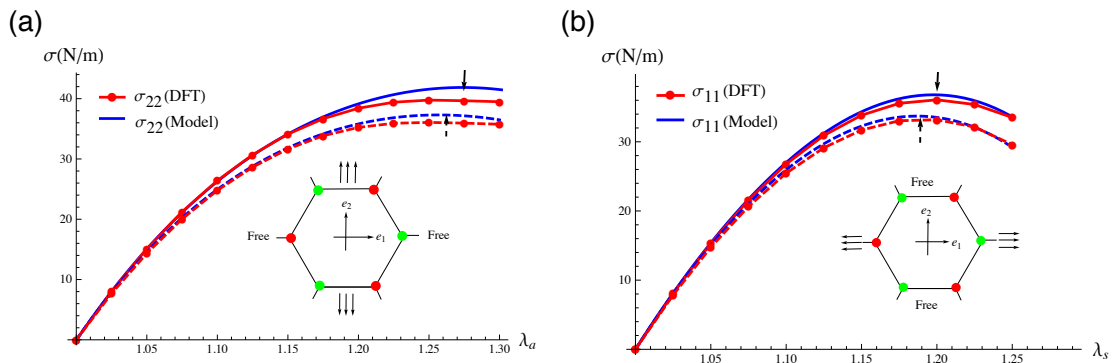 (a)
σ(N/m)
σ22(DFT)
σ22(Model)
40
30
20
10
Free
e2
e1
Free
1.05
1.10
1.15
1.20
1.25
1.30
λa
(b)
σ(N/m)
σ11(DFT)
σ11(Model)
30
20
10
Free
e2
e1
Free
1.05
1.10
1.15
1.20
1.25
λs